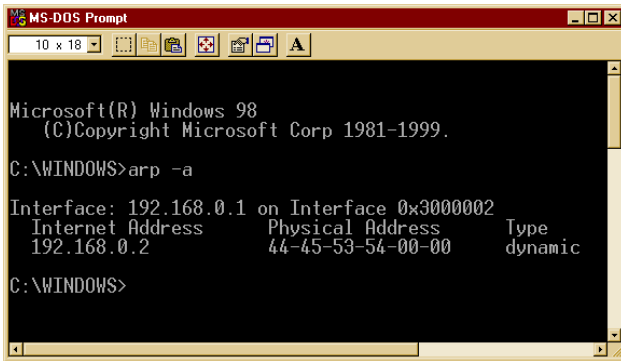 MS-DOS Prompt
10 x 18
A
Microsoft(R) Windows 98
(C)Copyright Microsoft Corp 1981-1999.
C:\WINDOWS>arp -a
Interface: 192.168.0.1 on Interface 0x3000002
Internet Address Physical Address Type
192.168.0.2 44-45-53-54-00-00 dynamic
C:\WINDOWS>